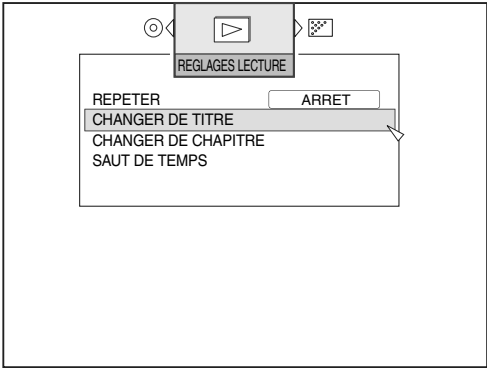 REGLAGES LECTURE
REPETER ARRET
CHANGER DE TITRE
CHANGER DE CHAPITRE
SAUT DE TEMPS